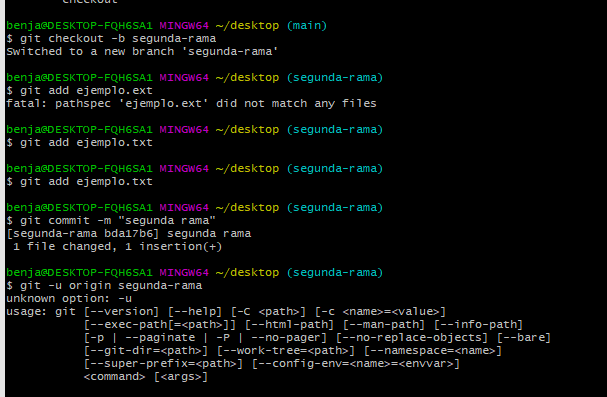 checkout
benja@DESKTOP-FQH6SA1 MINGW64 ~/desktop (main)
$ git checkout -b segunda-rama
Switched to a new branch 'segunda-rama'
benja@DESKTOP-FQH6SA1 MINGW64 ~/desktop (segunda-rama)
$ git add ejemplo.ext
fatal: pathspec 'ejemplo.ext' did not match any files
benja@DESKTOP-FQH6SA1 MINGW64 ~/desktop (segunda-rama)
$ git add ejemplo.txt
benja@DESKTOP-FQH6SA1 MINGW64 ~/desktop (segunda-rama)
$ git add ejemplo.txt
benja@DESKTOP-FQH6SA1 MINGW64 ~/desktop (segunda-rama)
$ git commit -m "segunda rama"
[segunda-rama bda17b6] segunda rama
 1 file changed, 1 insertion(+)
benja@DESKTOP-FQH6SA1 MINGW64 ~/desktop (segunda-rama)
$ git -u origin segunda-rama
unknown option: -u
usage: git [--version] [--help] [-C <path>] [-c <name>=<value>]
           [--exec-path[=<path>]] [--html-path] [--man-path] [--info-path]
           [-p | --paginate | -P | --no-pager] [--no-replace-objects] [--bare]
           [--git-dir=<path>] [--work-tree=<path>] [--namespace=<name>]
           [--super-prefix=<path>] [--config-env=<name>=<envvar>]
           <command> [<args>]